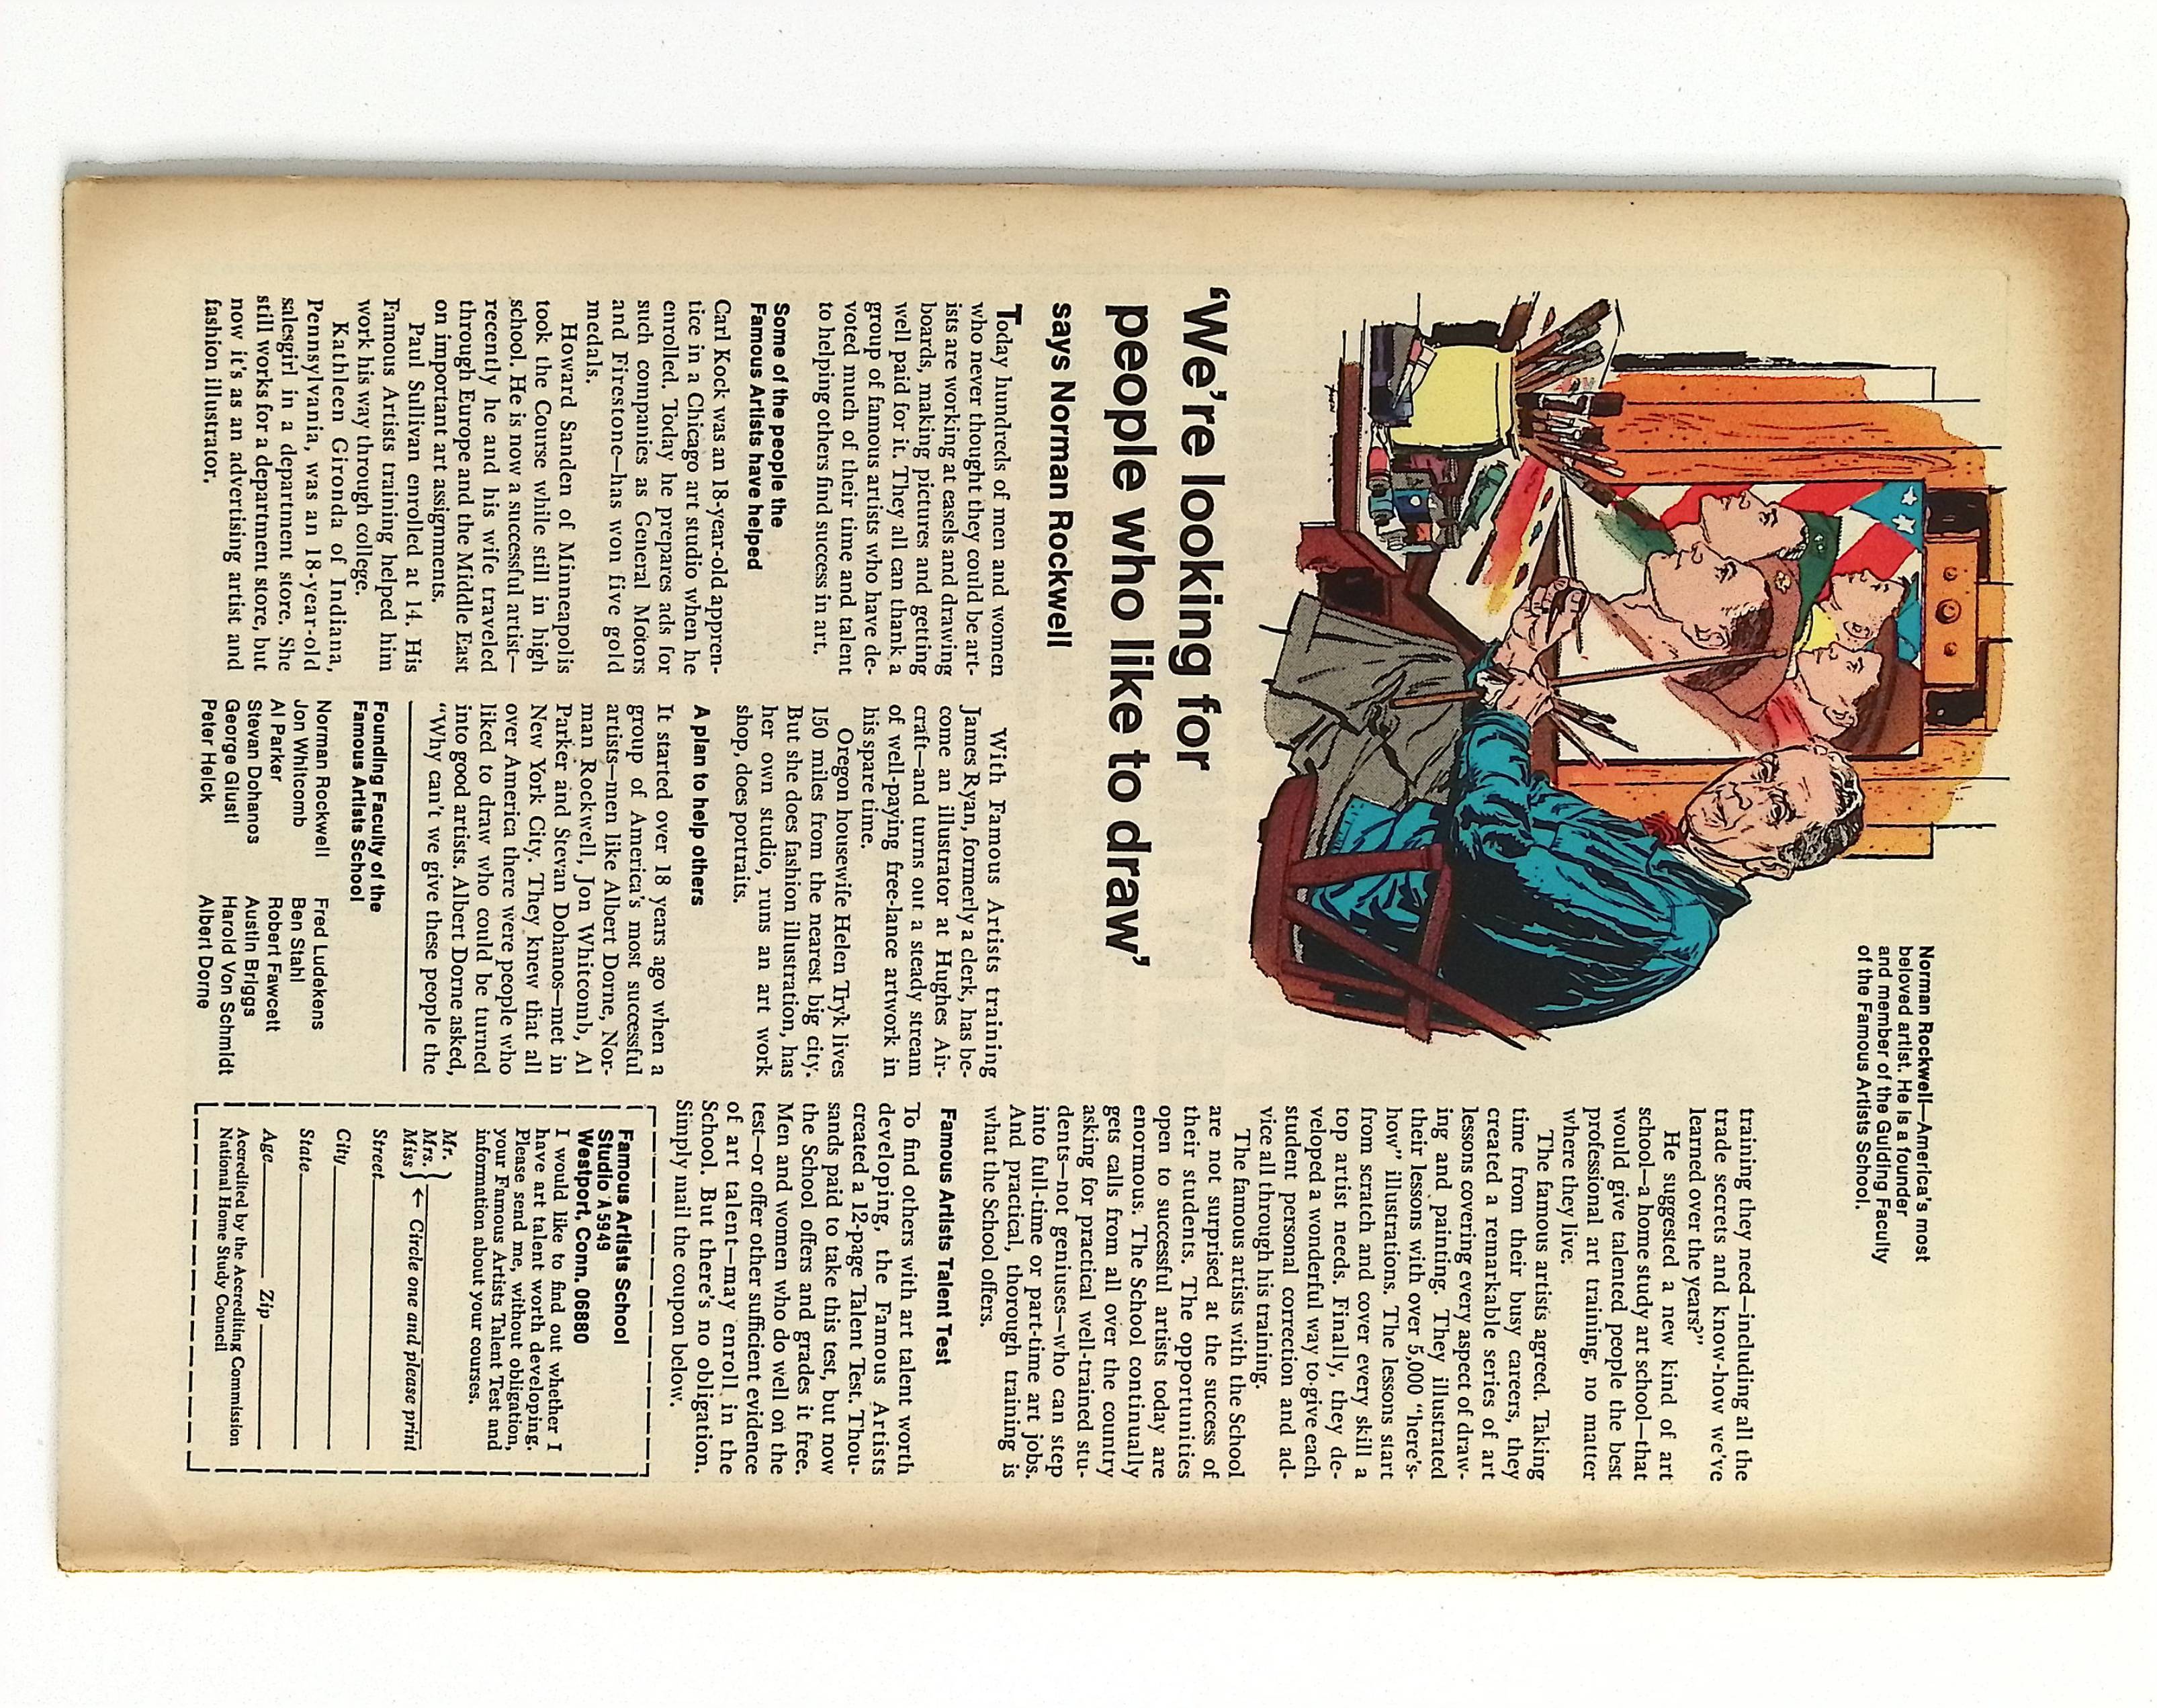 Norman Rockwell—America's most
beloved artist. He is a founder
and member of the Guiding Faculty
of the Famous Artists School.
‘We're looking for
people who like to draw’
says Norman Rockwell
Today hundreds of men and women
who never thought they could be art-
ists are working at easels and drawing
boards, making pictures and getting
well paid for it. They all can thank a
group of famous artists who have de-
voted much of their time and talent
to helping others find success in art.
Some of the people the
Famous Artists have helped
Carl Kock was an 18-year-old appren-
tice in a Chicago art studio when he
enrolled. Today he prepares ads for
such companies as General Motors
and Firestone—has won five gold
medals.
Howard Sanden of Minneapolis
took the Course while still in high
school. He is now a successful artist—
recently he and his wife traveled
through Europe and the Middle East
on important art assignments.
Paul Sullivan enrolled at 14. His
Famous Artists training helped him
work his way through college.
Kathleen Gironda of Indiana,
Pennsylvania, was an 18-year-old
salesgirl in a department store. She
still works for a department store, but
now it's as an advertising artist and
fashion illustrator.
With Famous Artists training
James Ryan, formerly a clerk, has be-
come an illustrator at Hughes Air-
craft—and turns out a steady stream
of well-paying free-lance artwork in
his spare time.
Oregon housewife Helen Tryk lives
150 miles from the nearest big city.
But she does fashion illustration, has
her own studio, runs an art work
shop, does portraits.
A plan to help others
It started over 18 years ago when a
group of America's most successful
artists—men like Albert Dorne, Nor-
man Rockwell, Jon Whitcomb, Al
Parker and Stevan Dohanos—met in
New York City. They knew that all
over America there were people who
liked to draw who could be turned
into good artists. Albert Dorne asked,
“Why can't we give these people the
Founding Faculty of the
Famous Artists School
Norman Rockwell
Jon Whitcomb
Al Parker
Stevan Dohanos
George Giusti
Peter Helck
Fred Ludekens
Ben Stahl
Robert Fawcett
Austin Briggs
Harold Von Schmidt
Albert Dorne
training they need—including all the
trade secrets and know-how we've
learned over the years?”
He suggested a new kind of art
school—a home study art school—that
would give talented people the best
professional art training, no matter
where they live.
The famous artists agreed. Taking
time from their busy careers, they
created a remarkable series of art
lessons covering every aspect of draw-
ing and painting. They illustrated
their lessons with over 5,000 “here's-
how” illustrations. The lessons start
from scratch and cover every skill a
top artist needs. Finally, they de-
veloped a wonderful way to give each
student personal correction and ad-
vice all through his training.
The famous artists with the School
are not surprised at the success of
their students. The opportunities
open to successful artists today are
enormous. The School continually
gets calls from all over the country
asking for practical well-trained stu-
dents—not geniuses—who can step
into full-time or part-time art jobs.
And practical, thorough training is
what the School offers.
Famous Artists Talent Test
To find others with art talent worth
developing, the Famous Artists
created a 12-page Talent Test. Thou-
sands paid to take this test, but now
the School offers and grades it free.
Men and women who do well on the
test—or offer other sufficient evidence
of art talent—may enroll in the
School. But there's no obligation.
Simply mail the coupon below.
Famous Artists School
Studio A 5949
Westport, Conn. 06880
I would like to find out whether I
have art talent worth developing.
Please send me, without obligation,
your Famous Artists Talent Test and
information about your courses.
Mr.
Mrs.
Miss ← Circle one and please print
Street
City
State
Age Zip
Accredited by the Accrediting Commission
National Home Study Council